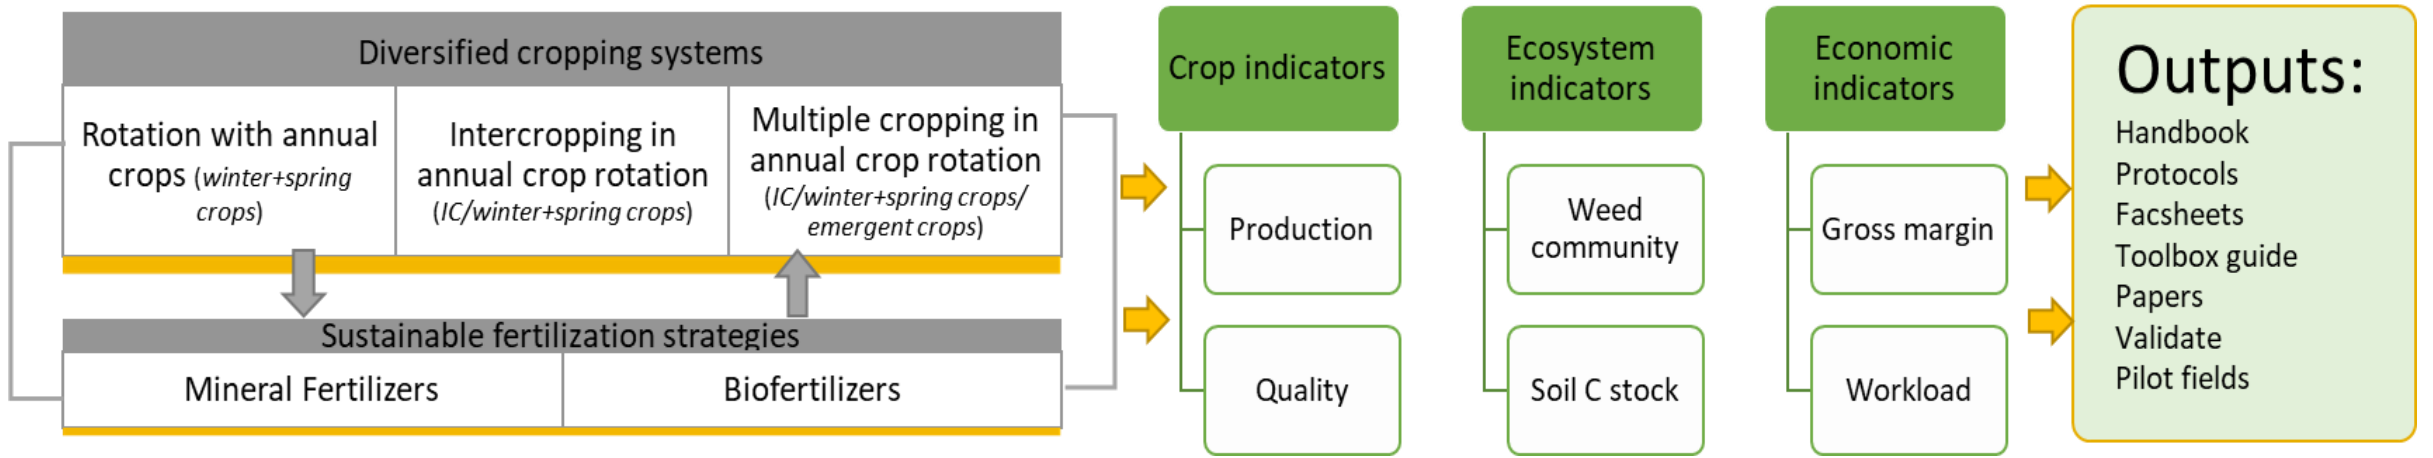 Diversified cropping systems
Rotation with annual
crops (winter+spring
crops)
Intercropping in
annual crop rotation
(IC/winter+spring crops)
Multiple cropping in
annual crop rotation
(IC/winter+spring crops/
emergent crops)
Sustainable fertilization strategies
Mineral Fertilizers
Biofertilizers
Crop indicators
Production
Quality
Ecosystem
indicators
Weed
community
Soil C stock
Economic
indicators
Gross margin
Workload
Outputs:
Handbook
Protocols
Facsheets
Toolbox guide
Papers
Validate
Pilot fields